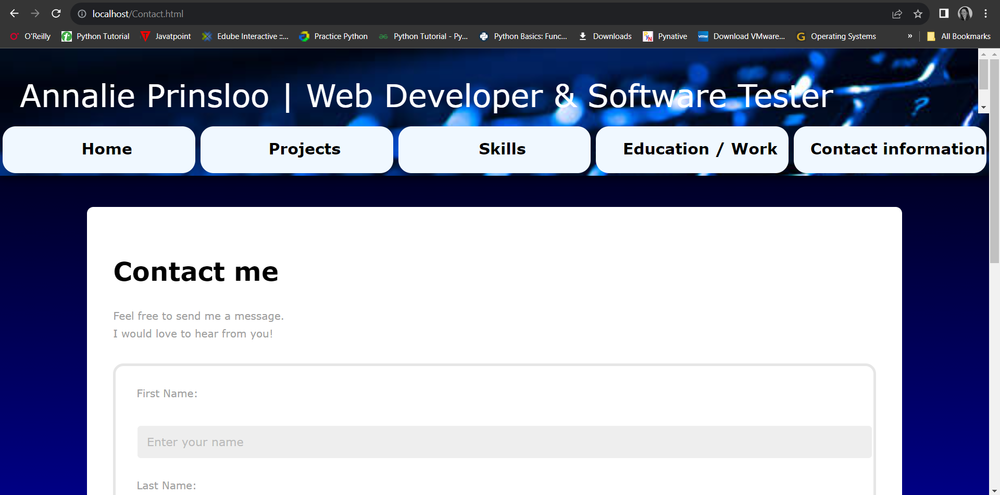 localhost/Contact.html
O'Reilly Python Tutorial Javatpoint Edube Interactive ::... Practice Python Python Tutorial - Py... Python Basics: Func... Downloads Pynative Download VMware... Operating Systems » All Bookmarks
Annalie Prinsloo | Web Developer & Software Tester
Home Projects Skills Education / Work Contact information
Contact me
Feel free to send me a message.
I would love to hear from you!
First Name:
Enter your name
Last Name: